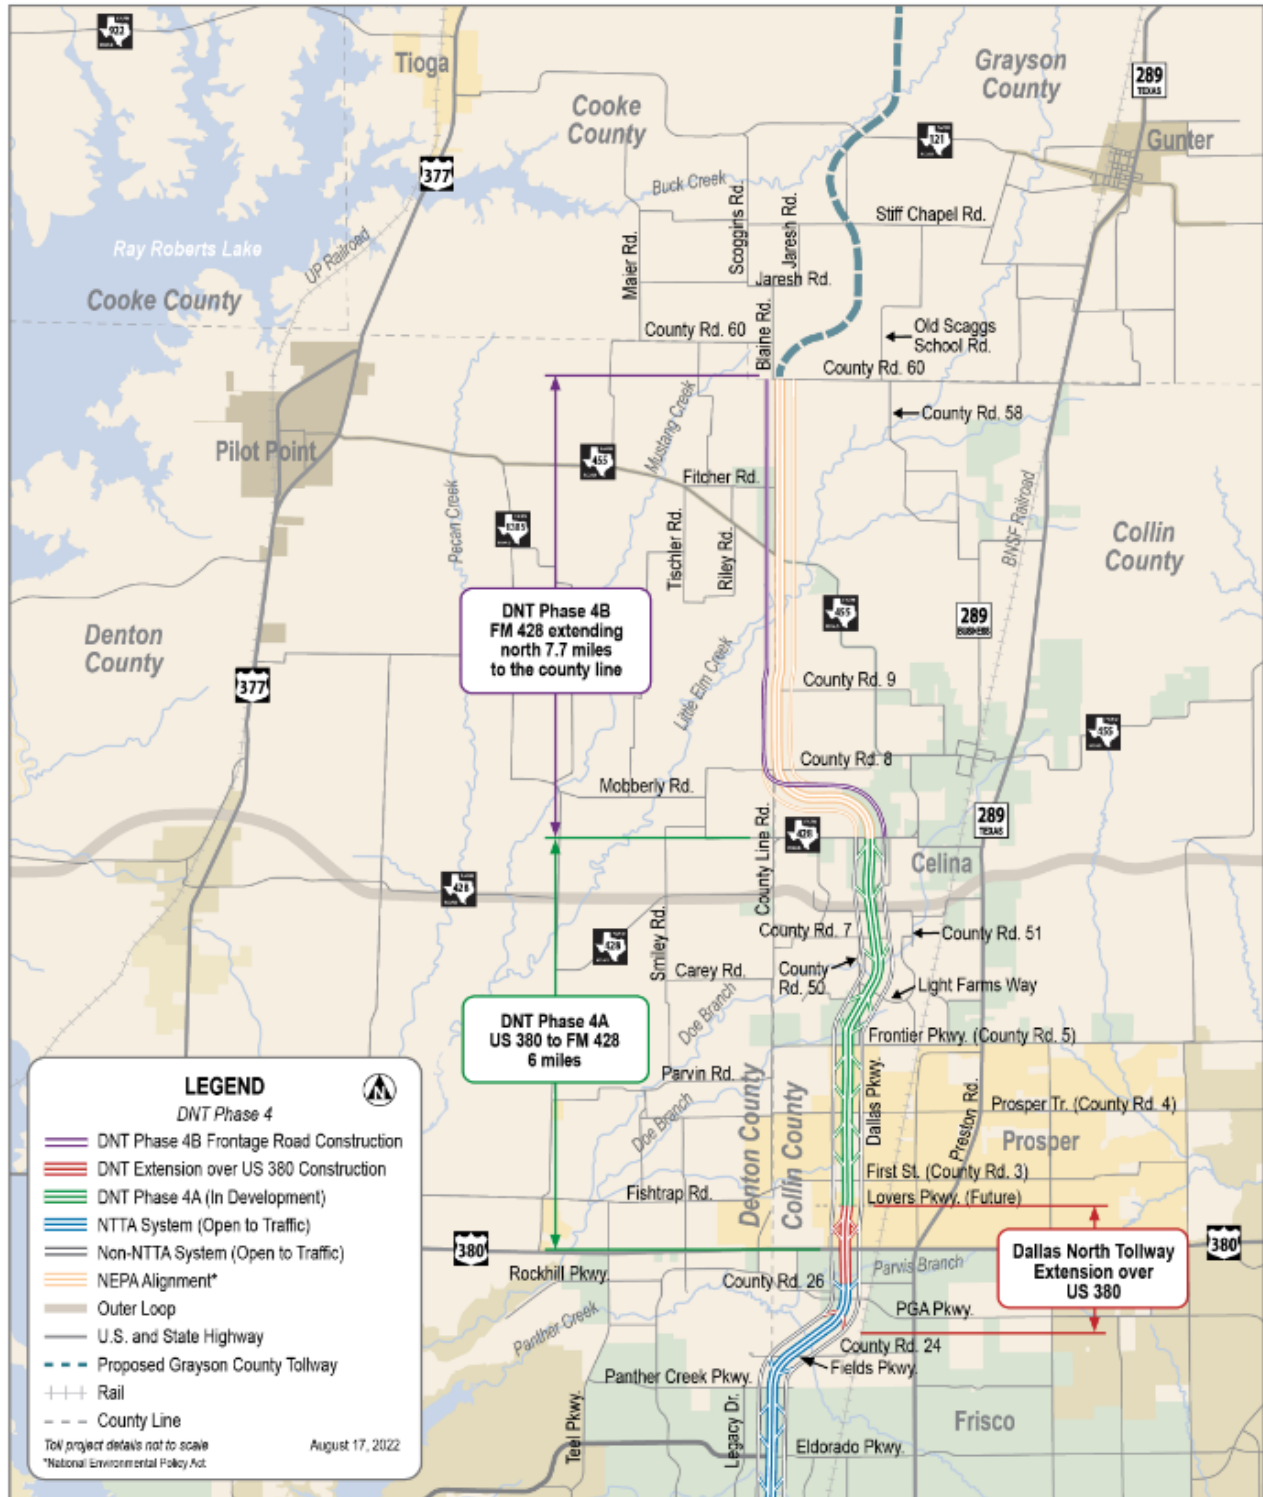 922
Tioga
Cooke
County
Grayson
County
289
TEXAS
121
Gunter
377
Buck Creek
Scoggins Rd.
Jaresh Rd.
Stiff Chapel Rd.
Ray Roberts Lake
UP Railroad
Maier Rd.
Jaresh Rd.
Cooke County
County Rd. 60
Blaine Rd.
Old Scaggs
School Rd.
County Rd. 60
County Rd. 58
Mustang Creek
Pilot Point
455
Fitcher Rd.
Pecan Creek
BNSF Railroad
Tischler Rd.
Riley Rd.
Collin
County
DNT Phase 4B
FM 428 extending
north 7.7 miles
to the county line
455
289
BUSINESS
Denton
County
377
Little Elm Creek
County Rd. 9
455
County Rd. 8
Mobberly Rd.
County Line Rd.
428
289
TEXAS
Celina
428
Smiley Rd.
County Rd. 7
County Rd. 51
428
Carey Rd.
County
Rd. 50
Light Farms Way
Doe Branch
DNT Phase 4A
US 380 to FM 428
6 miles
Frontier Pkwy. (County Rd. 5)
Parvin Rd.
Dallas Pkwy.
Preston Rd.
Doe Branch
Prosper Tr. (County Rd. 4)
Prosper
Denton County
Collin County
First St. (County Rd. 3)
Fishtrap Rd.
Lovers Pkwy. (Future)
380
Dallas North Tollway
Extension over
US 380
380
Rockhill Pkwy.
County Rd. 26
Parvis Branch
PGA Pkwy.
Panther Creek
County Rd. 24
Fields Pkwy.
Panther Creek Pkwy.
Teel Pkwy.
Legacy Dr.
Frisco
Eldorado Pkwy.
LEGEND
N
DNT Phase 4
DNT Phase 4B Frontage Road Construction
DNT Extension over US 380 Construction
DNT Phase 4A (In Development)
NTTA System (Open to Traffic)
Non-NTTA System (Open to Traffic)
NEPA Alignment*
Outer Loop
U.S. and State Highway
Proposed Grayson County Tollway
Rail
County Line
Toll project details not to scale
August 17, 2022
*National Environmental Policy Act